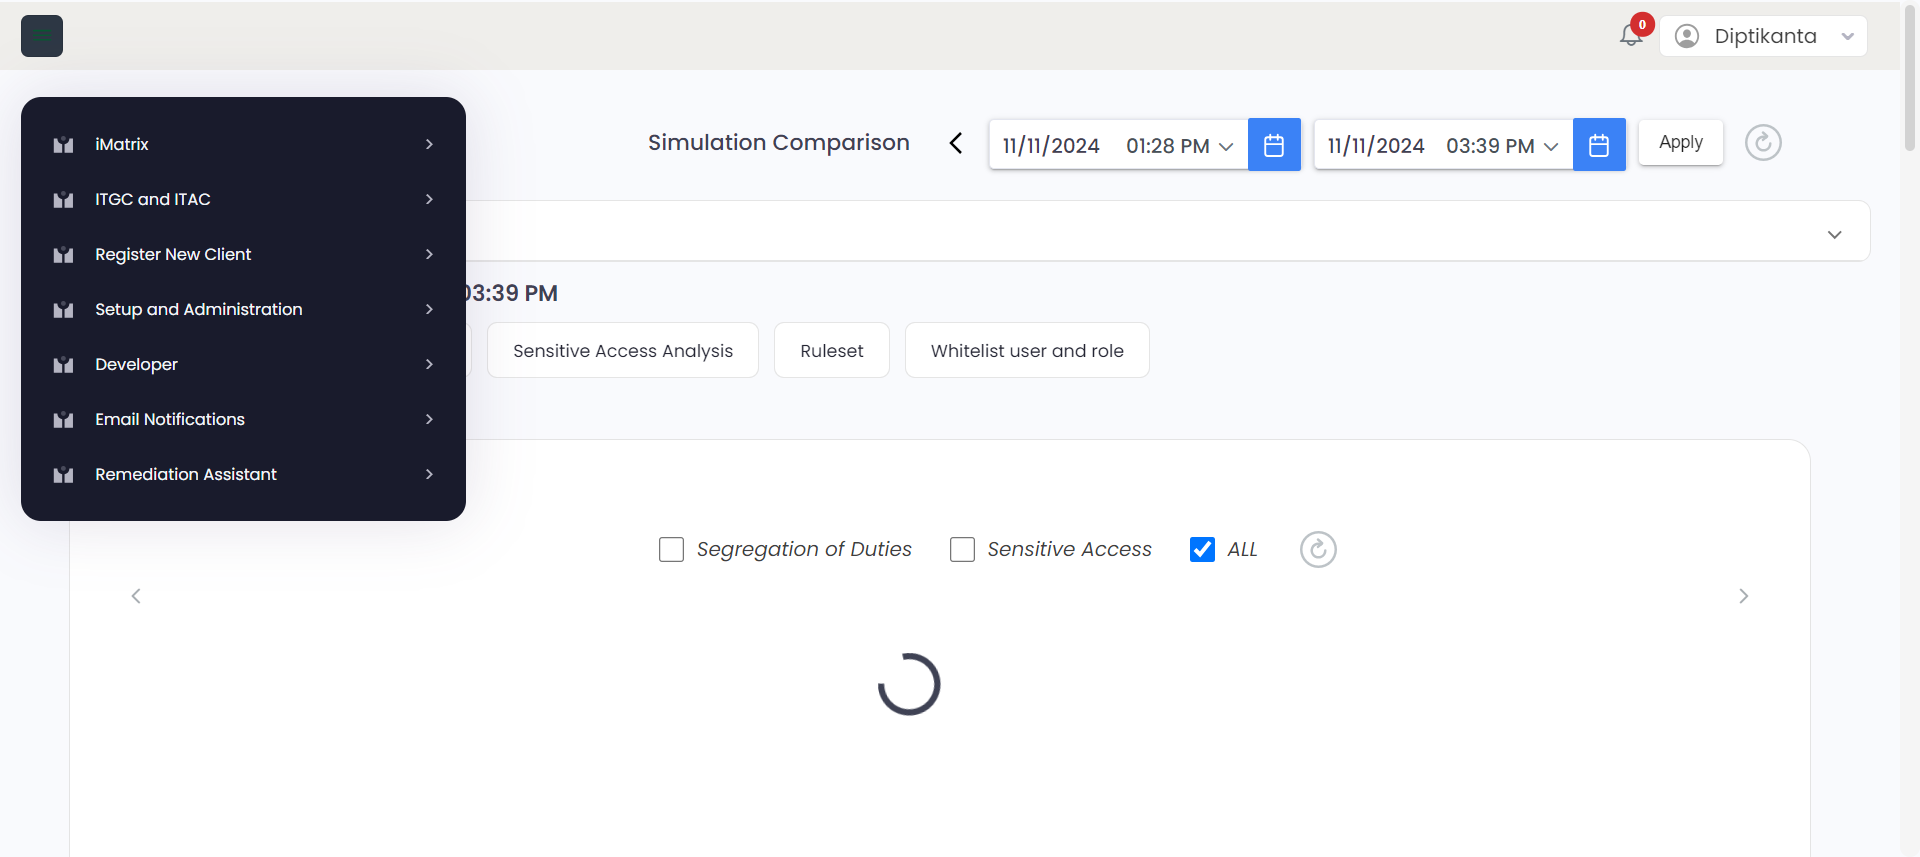 0
Diptikanta
iMatrix
ITGC and ITAC
Register New Client
Setup and Administration
Developer
Email Notifications
Remediation Assistant
Simulation Comparison
11/11/2024 01:28 PM
11/11/2024 03:39 PM
Apply
03:39 PM
Sensitive Access Analysis
Ruleset
Whitelist user and role
Segregation of Duties
Sensitive Access
ALL